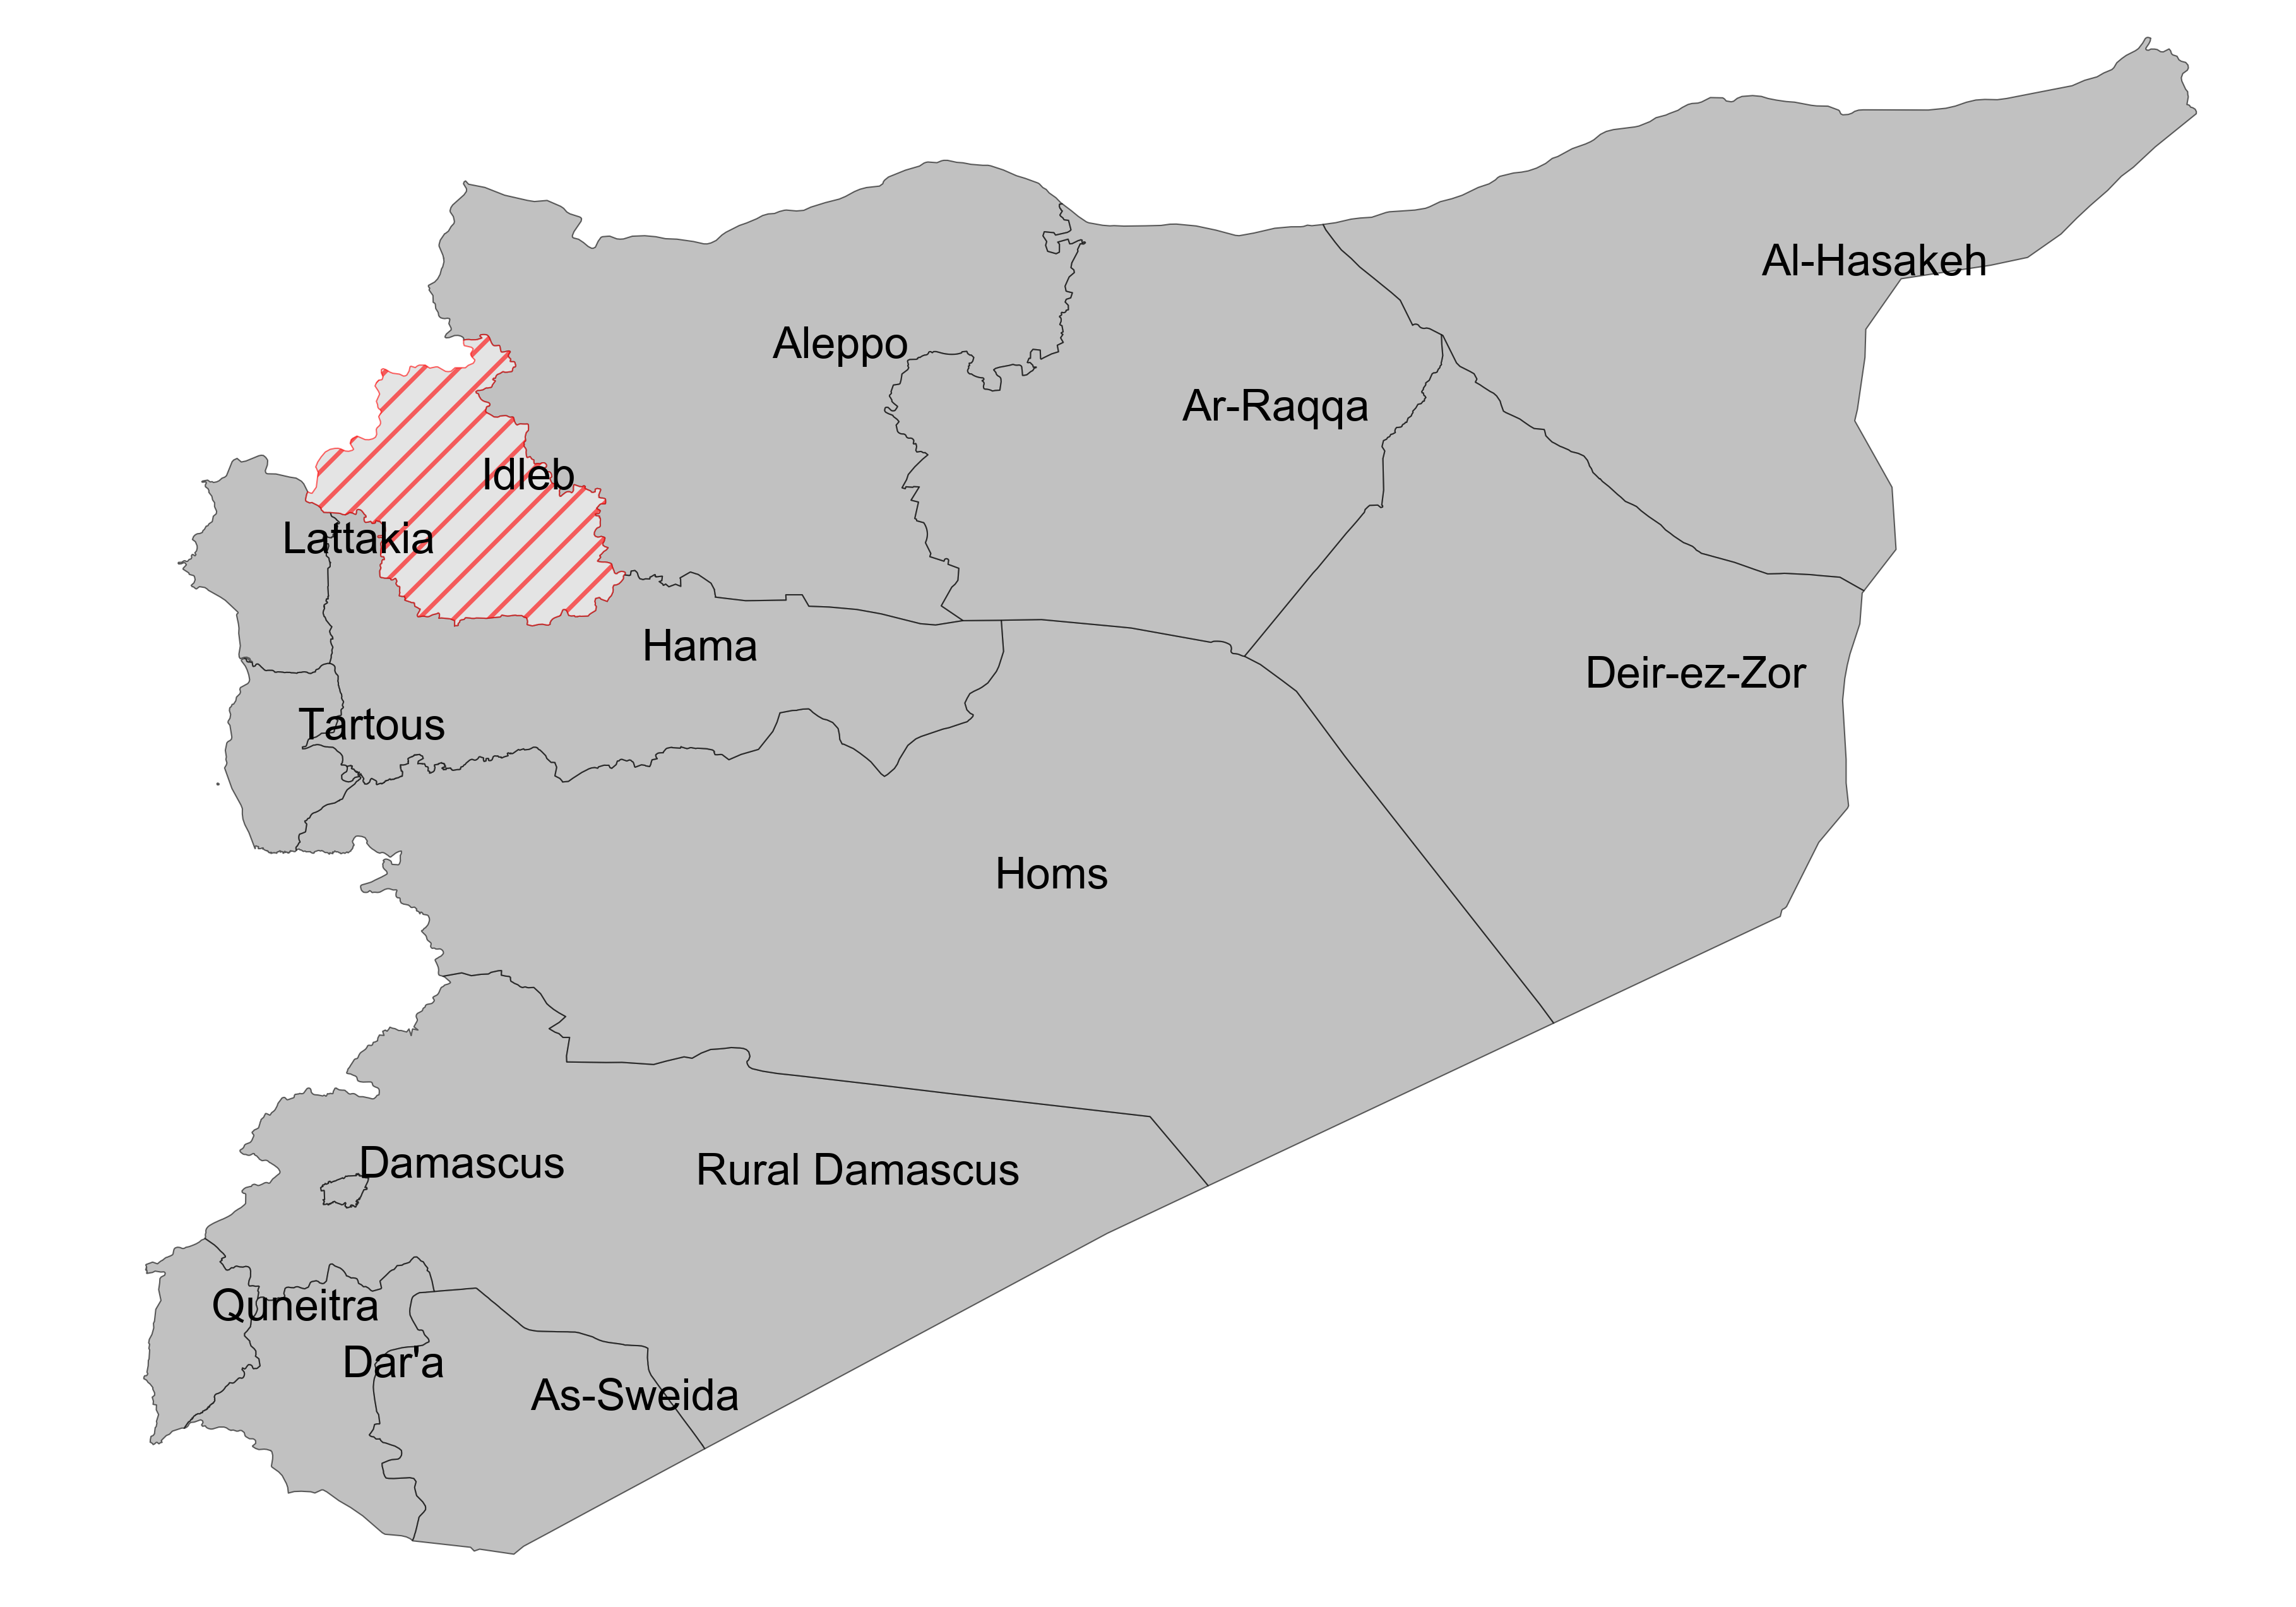 Al-Hasakeh
Aleppo
Ar-Raqqa
Idleb
Lattakia
Hama
Deir-ez-Zor
Tartous
Homs
Damascus
Rural Damascus
Quneitra
Dar'a
As-Sweida